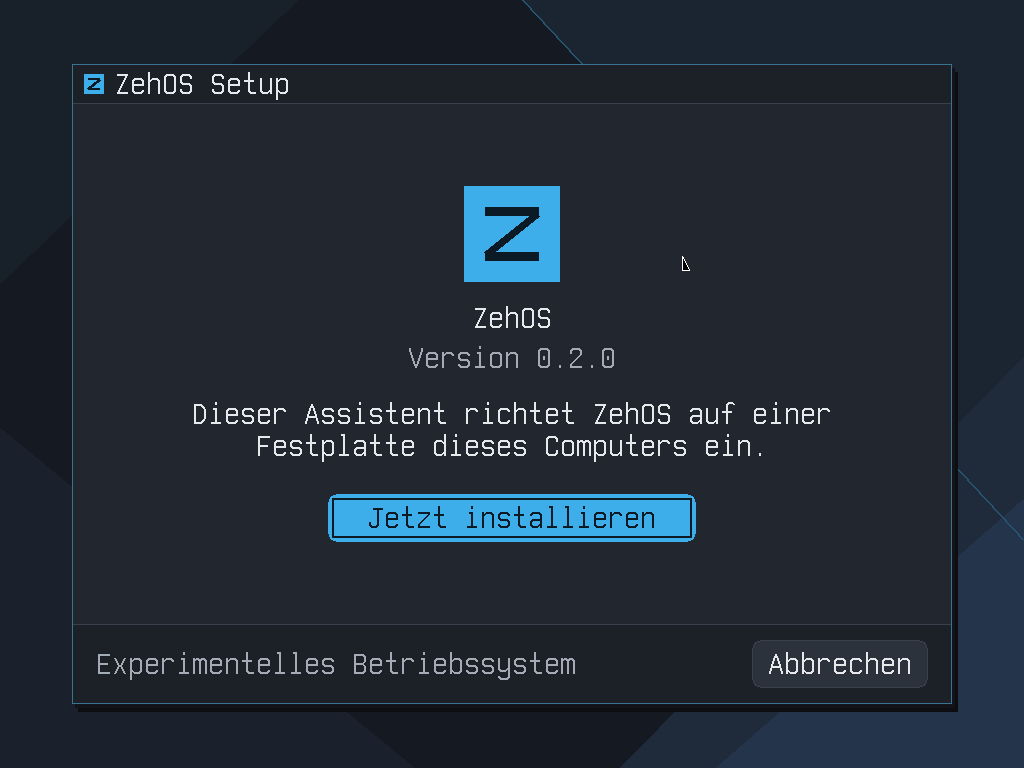 Z ZehOS Setup
Z
ZehOS
Version 0.2.0
Dieser Assistent richtet ZehOS auf einer
Festplatte dieses Computers ein.
Jetzt installieren
Experimentelles Betriebssystem
Abbrechen